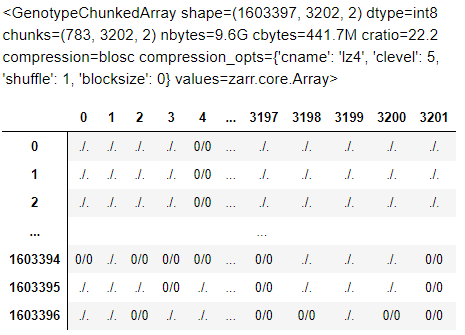 <GenotypeChunkedArray shape=(1603397, 3202, 2) dtype=int8
chunks=(783, 3202, 2) nbytes=9.6G cbytes=441.7M cratio=22.2
compression=blosc compression_opts={'cname': 'lz4', 'clevel': 5,
'shuffle': 1, 'blocksize': 0} values=zarr.core.Array>
0 1 2 3 4 ... 3197 3198 3199 3200 3201
0 ./. ./. ./. ./. 0/0 ... ./. ./. ./. ./. ./.
1 ./. ./. ./. ./. 0/0 ... ./. ./. ./. ./. ./.
2 ./. ./. ./. ./. 0/0 ... ./. ./. ./. ./. ./.
... ...
1603394 0/0 ./. 0/0 0/0 0/0 ... 0/0 ./. ./. ./. 0/0
1603395 ./. ./. ./. 0/0 ./. ... 0/0 ./. ./. ./. 0/0
1603396 ./. ./. 0/0 ./. ./. ... 0/0 0/0 ./. 0/0 0/0